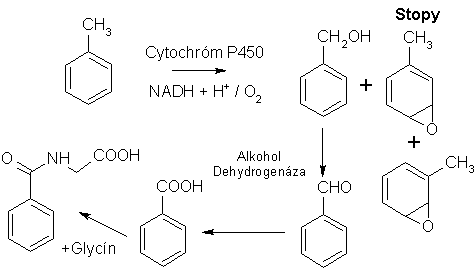 Stopy
CH3
CH2OH
CH3
Cytochróm P450
NADH + H+ / O2
+
O
+
Alkohol
Dehydrogenáza
CH3
O
CHO
COOH
+Glycín
O
NH
COOH